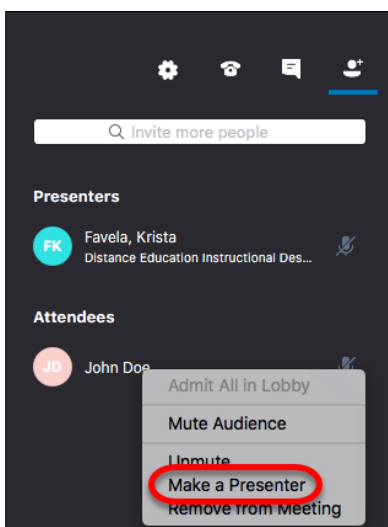 Invite more people
Presenters
FK
Favela, Krista
Distance Education Instructional Des...
Attendees
JD
John Doe
Admit All in Lobby
Mute Audience
Unmute
Make a Presenter
Remove from Meeting